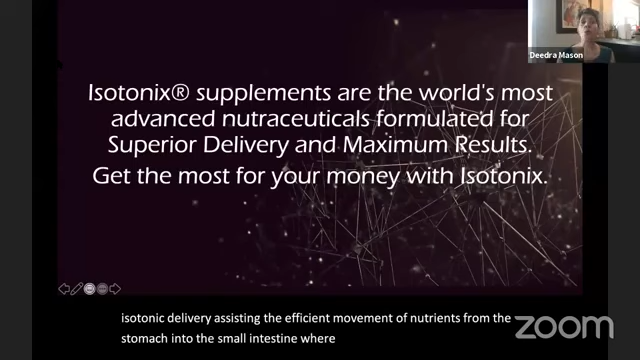 Deedra Mason
Isotonix® supplements are the world's most
advanced nutraceuticals formulated for
Superior Delivery and Maximum Results.
Get the most for your money with Isotonix.
isotonic delivery assisting the efficient movement of nutrients from the
stomach into the small intestine where
zoom